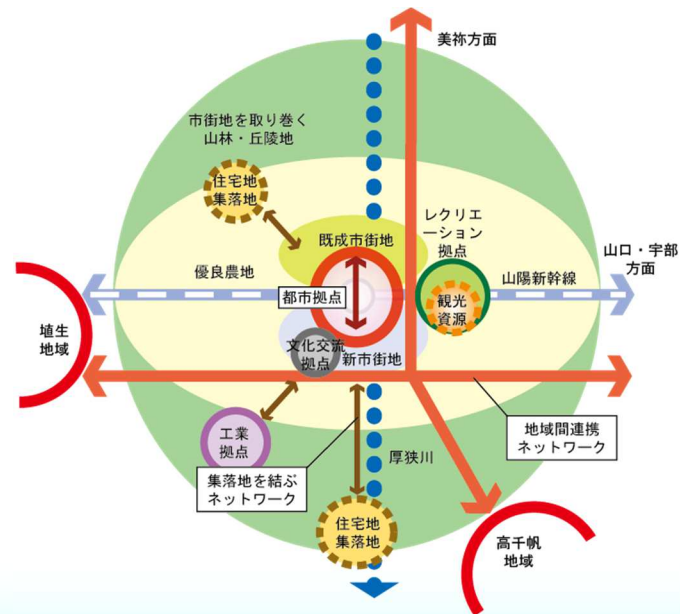 美祢方面
市街地を取り巻く
山林・丘陵地
住宅地
集落地
レクリエ
ーション
拠点
既成市街地
山口・宇部
方面
優良農地
山陽新幹線
都市拠点
観光
資源
埴生
地域
文化交流
拠点
新市街地
工業
拠点
地域間連携
ネットワーク
厚狭川
集落地を結ぶ
ネットワーク
住宅地
集落地
高千帆
地域